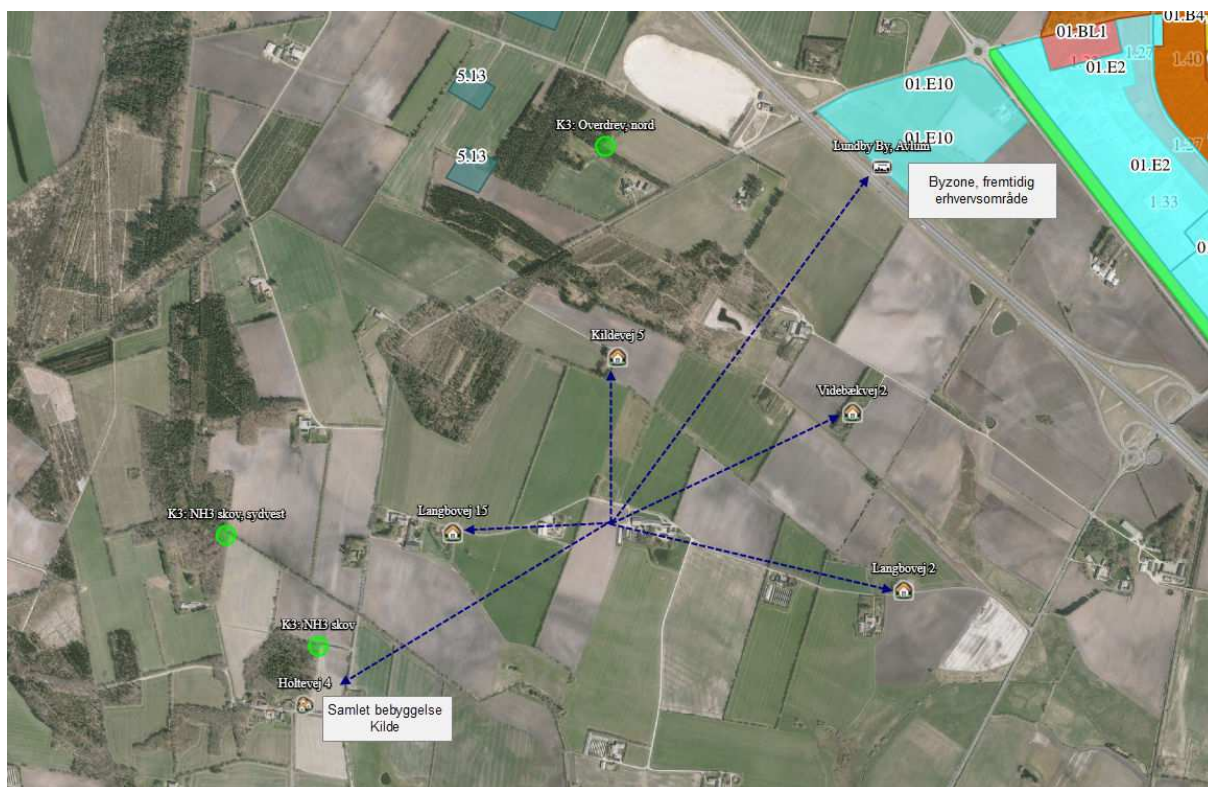 01.B4
01.BL1
1.27
01.E2
1.40
01.E10
5.13
K3: Overdrev, nord
01.E10
1.27
Lundby By, Avlum
5.13
01.E2
Byzone, fremtidig
erhvervsområde
1.33
Kildevej 5
Videbækvej 2
Langbovej 15
K3: NH3 skov, sydvest
Langbovej 2
K3: NH3 skov
Holtevej 4
Samlet bebyggelse
Kilde